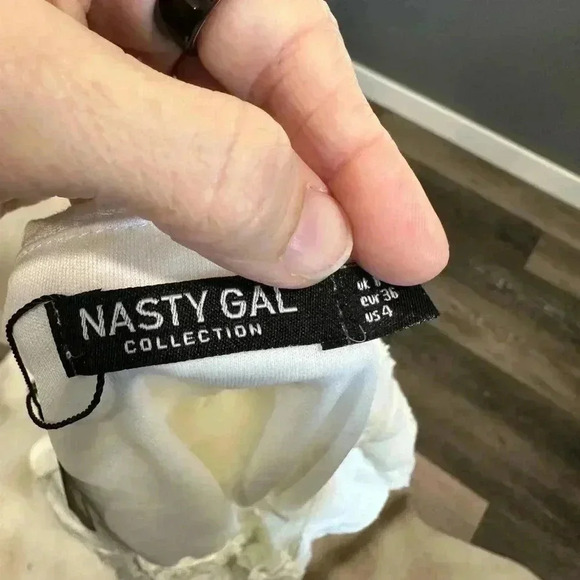 NASTY GAL
COLLECTION
UK
EUR 36
US 4